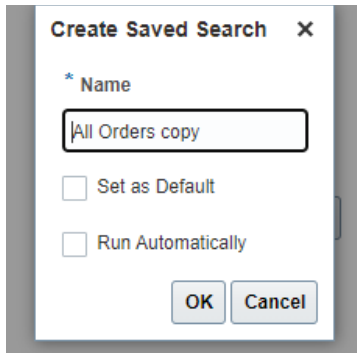 Create Saved Search
* Name
All Orders copy
Set as Default
Run Automatically
OK Cancel